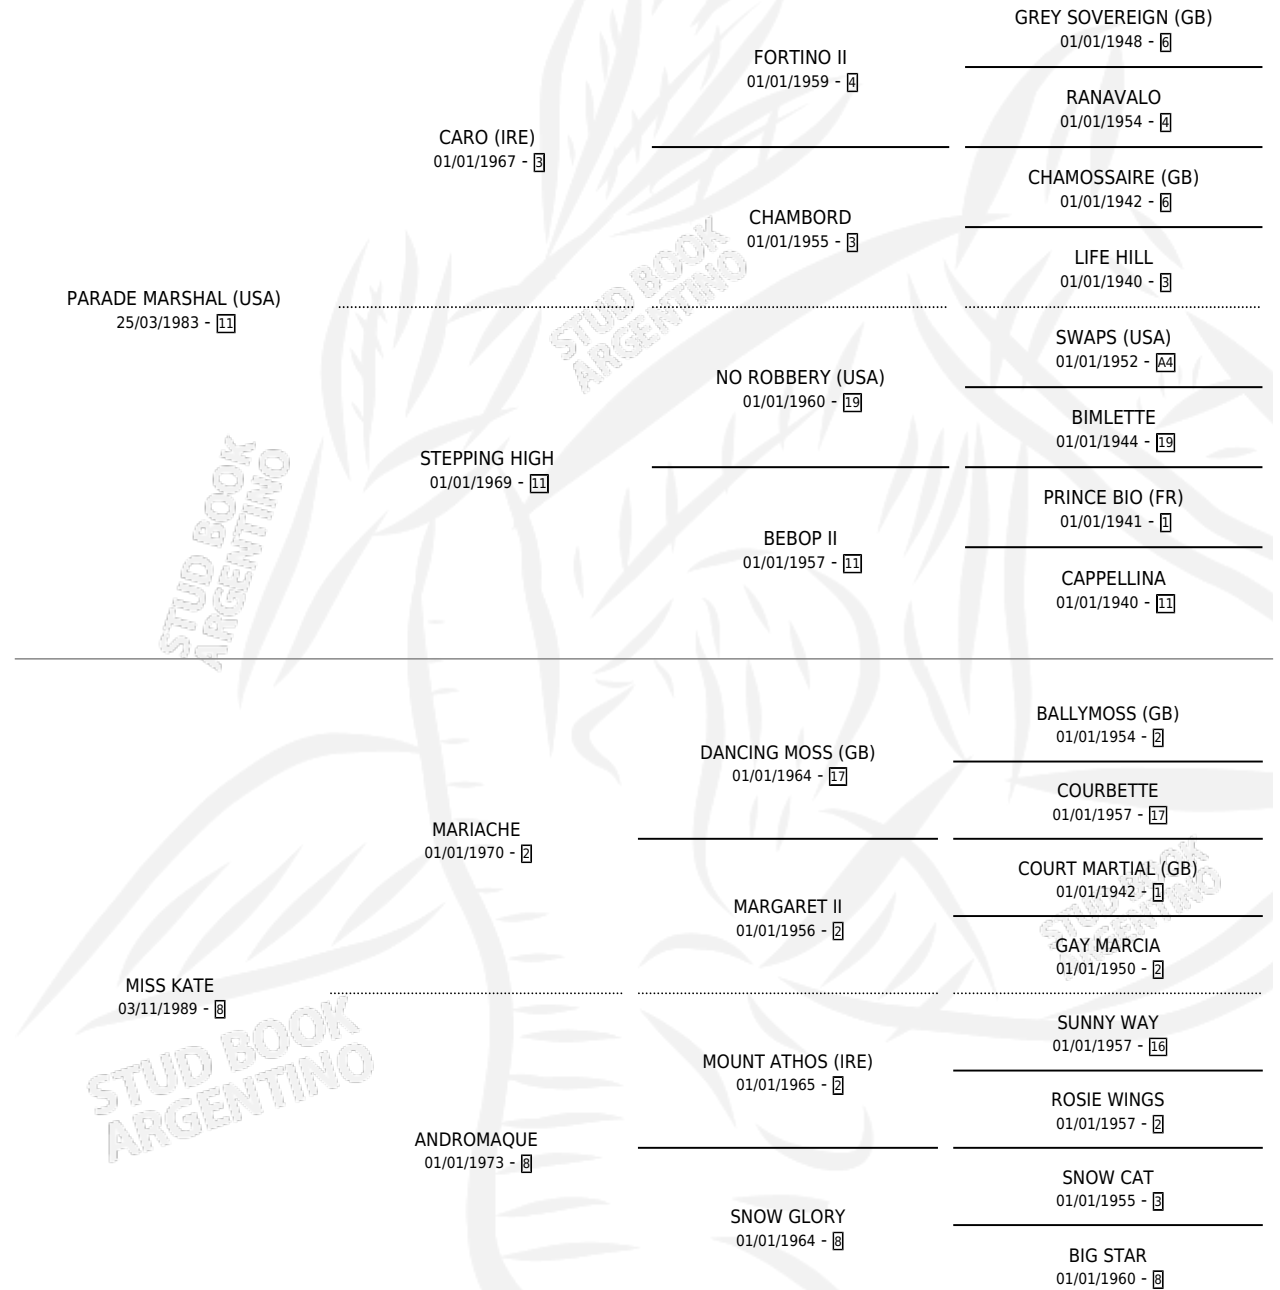 GREY SOVEREIGN (GB)
01/01/1948 - 6
FORTINO II
01/01/1959 - 4
RANAVALO
01/01/1954 - 4
CARO (IRE)
01/01/1967 - 3
CHAMOSSAIRE (GB)
01/01/1942 - 6
CHAMBORD
01/01/1955 - 3
LIFE HILL
01/01/1940 - 3
PARADE MARSHAL (USA)
25/03/1983 - 11
SWAPS (USA)
01/01/1952 - A4
NO ROBBERY (USA)
01/01/1960 - 19
BIMLETTE
01/01/1944 - 19
STEPPING HIGH
01/01/1969 - 11
PRINCE BIO (FR)
01/01/1941 - 1
BEBOP II
01/01/1957 - 11
CAPPELLINA
01/01/1940 - 11
BALLYMOSS (GB)
01/01/1954 - 2
DANCING MOSS (GB)
01/01/1964 - 17
COURBETTE
01/01/1957 - 17
MARIACHE
01/01/1970 - 2
COURT MARTIAL (GB)
01/01/1942 - 1
MARGARET II
01/01/1956 - 2
GAY MARCIA
01/01/1950 - 2
MISS KATE
03/11/1989 - 8
SUNNY WAY
01/01/1957 - 16
MOUNT ATHOS (IRE)
01/01/1965 - 2
ROSIE WINGS
01/01/1957 - 2
ANDROMAQUE
01/01/1973 - 8
SNOW CAT
01/01/1955 - 3
SNOW GLORY
01/01/1964 - 8
BIG STAR
01/01/1960 - 8
STUD BOOK
ARGENTINO
STUD BOOK
ARGENTINO
STUD BOOK
ARGENTINO
STUD BOOK
ARGENTINO